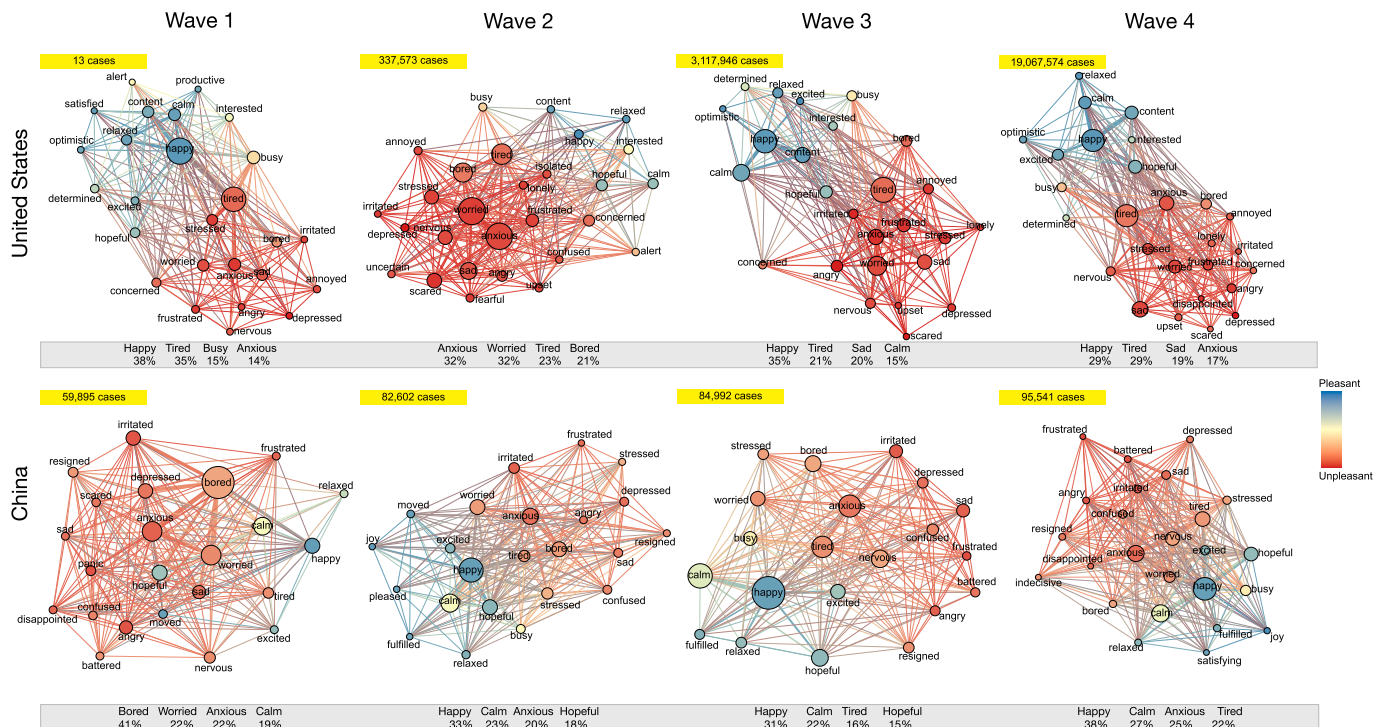 Wave 1
Wave 2
Wave 3
Wave 4
United States
13 cases
alert
productive
satisfied
content
calm
interested
optimistic
relaxed
happy
busy
determined
excited
tired
hopeful
stressed
bored
irritated
worried
anxious
sad
concerned
annoyed
frustrated
angry
depressed
nervous
337,573 cases
busy
content
relaxed
annoyed
happy
interested
tired
bored
isolated
hopeful
calm
stressed
lonely
irritated
worried
frustrated
concerned
depressed
nervous
anxious
alert
confused
uncertain
sad
angry
scared
upset
fearful
3,117,946 cases
determined
relaxed
excited
busy
optimistic
interested
happy
bored
content
calm
hopeful
tired
annoyed
irritated
frustrated
lonely
anxious
stressed
concerned
angry
worried
sad
nervous
upset
depressed
scared
19,067,574 cases
relaxed
calm
content
optimistic
happy
interested
excited
hopeful
busy
anxious
bored
tired
annoyed
determined
lonely
stressed
irritated
nervous
worried
frustrated
concerned
angry
disappointed
sad
upset
depressed
scared
Happy Tired Busy Anxious
38% 35% 15% 14%
Anxious Worried Tired Bored
32% 32% 23% 21%
Happy Tired Sad Calm
35% 21% 20% 15%
Happy Tired Sad Anxious
29% 29% 19% 17%
China
59,895 cases
irritated
frustrated
resigned
depressed
bored
relaxed
scared
anxious
calm
sad
happy
worried
panic
hopeful
sad
tired
confused
disappointed
moved
angry
excited
battered
nervous
82,602 cases
frustrated
irritated
stressed
worried
depressed
moved
anxious
angry
resigned
joy
excited
tired
bored
sad
happy
pleased
calm
hopeful
stressed
confused
busy
fulfilled
relaxed
84,992 cases
stressed
bored
irritated
depressed
worried
anxious
sad
busy
confused
tired
nervous
frustrated
calm
happy
excited
battered
angry
fulfilled
relaxed
resigned
hopeful
95,541 cases
frustrated
depressed
battered
sad
irritated
angry
stressed
confused
tired
resigned
nervous
anxious
excited
hopeful
disappointed
indecisive
worried
happy
busy
bored
calm
fulfilled
joy
relaxed
satisfying
Pleasant
Unpleasant
Bored Worried Anxious Calm
41% 22% 22% 19%
Happy Calm Anxious Hopeful
33% 23% 20% 18%
Happy Calm Tired Hopeful
31% 22% 16% 15%
Happy Calm Anxious Tired
38% 27% 25% 22%